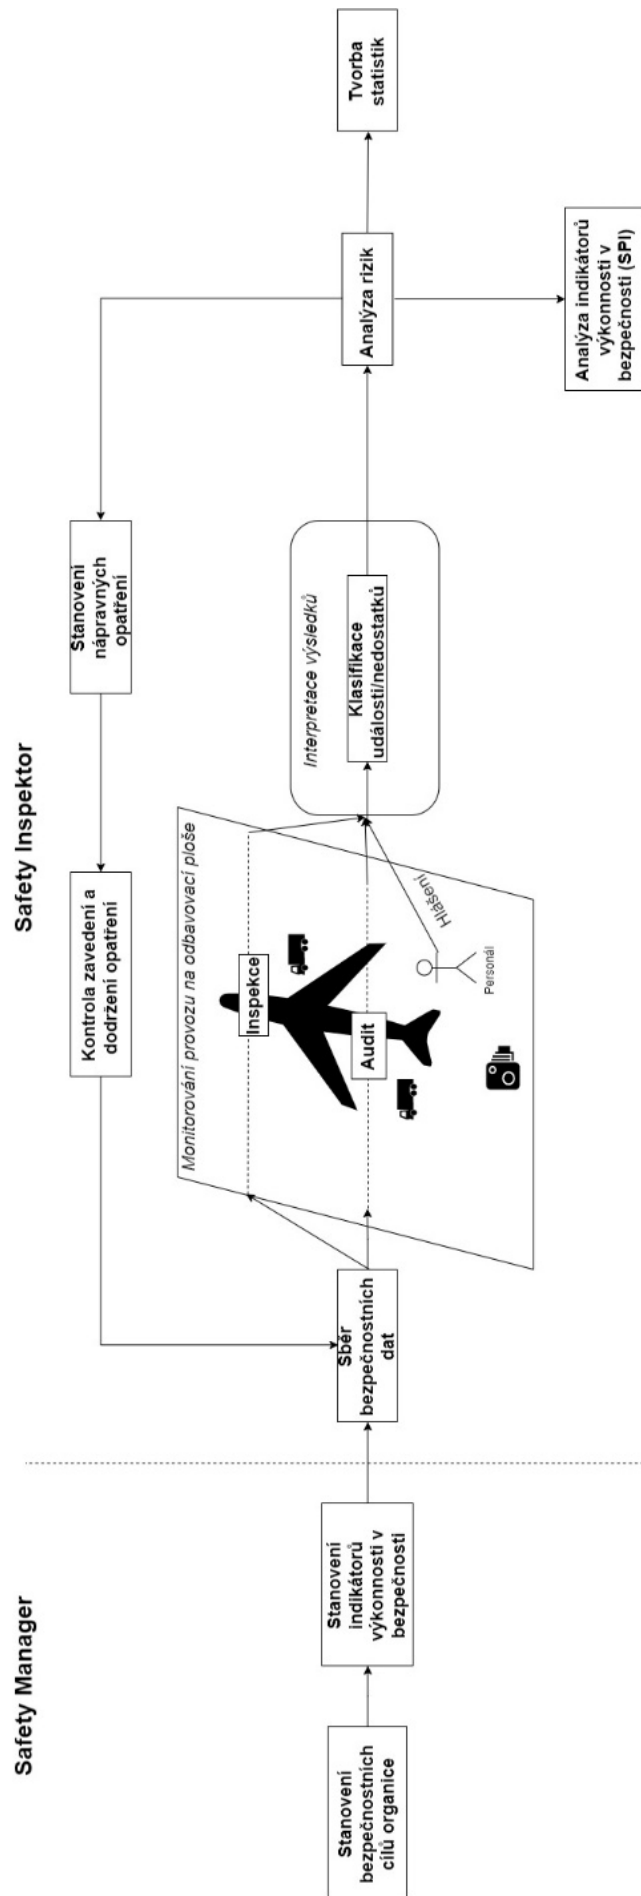 Safety Manager
Safety Inspektor
Stanovení
bezpečnostních
cílů organice
Stanovení
indikátorů
výkonnosti v
bezpečnosti
Sběr
bezpečnostních
dat
Kontrola zavedení a
dodržení opatření
Stanovení
nápravných
opatření
Monitorování provozu na odbavovací ploše
Inspekce
Audit
Hlášení
Personál
Interpretace výsledků
Klasifikace
události/nedostatků
Analýza rizik
Tvorba
statistik
Analýza indikátorů
výkonnosti v
bezpečnosti (SPI)